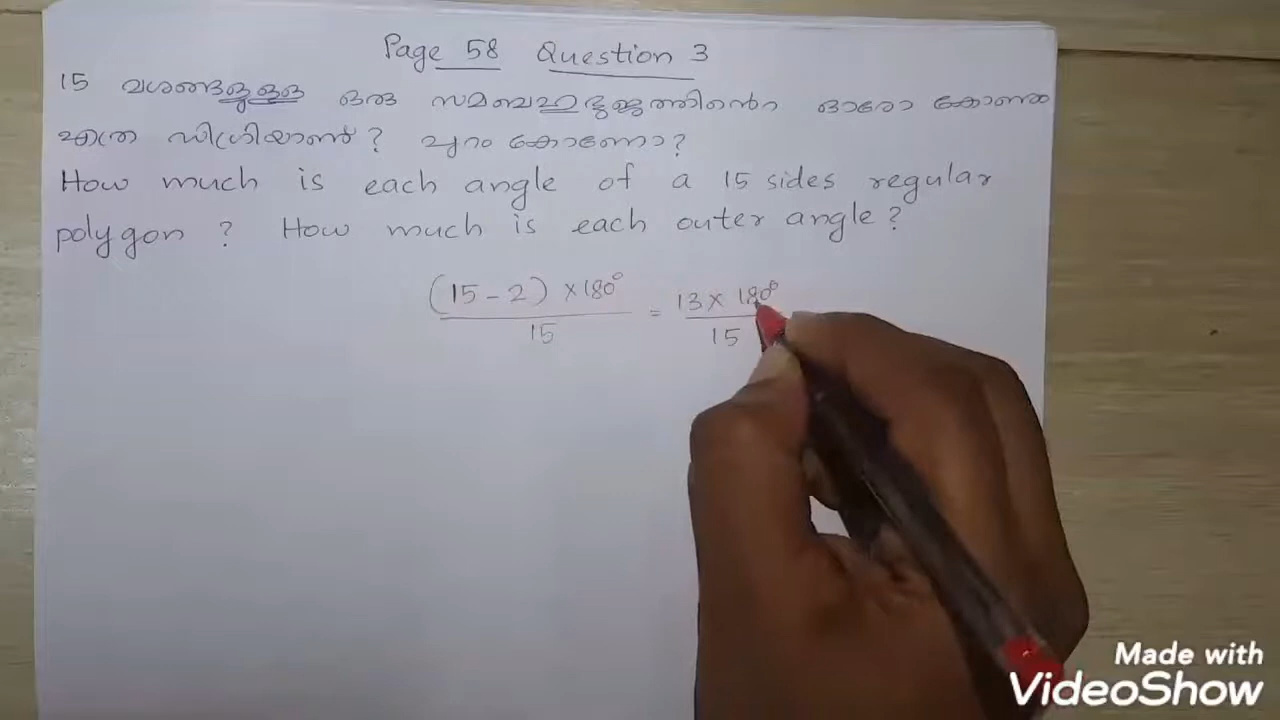 Page 58 Question 3
15 വശങ്ങളുള്ള ഒരു സമബഹുഭുജത്തിന്റെ ഓരോ കോണും
എത്ര ഡിഗ്രിയാണ്? പുറം കോണോ?
How much is each angle of a 15 sides regular
polygon ? How much is each outer angle ?
(15 - 2) × 180° / 15 = 13 × 180° / 15
Made with
VideoShow